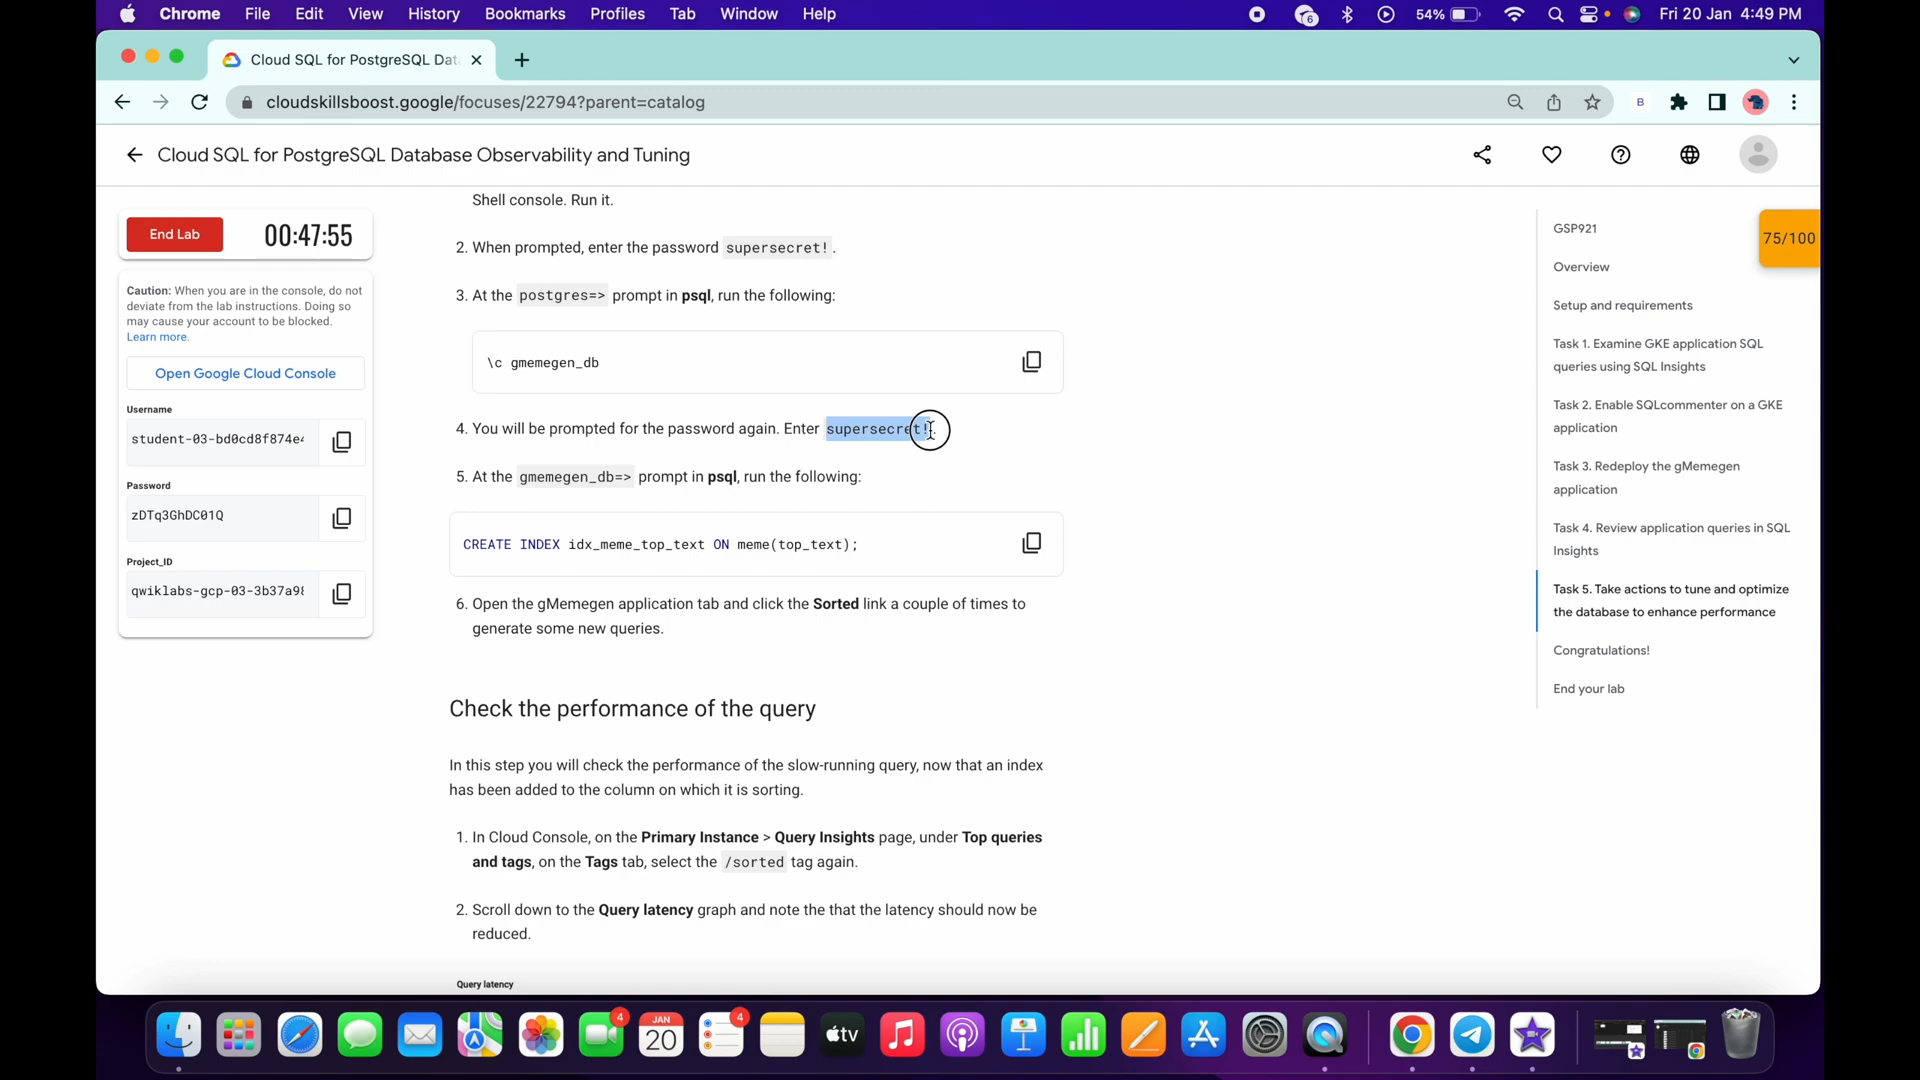 Chrome File Edit View History Bookmarks Profiles Tab Window Help
6 54% Fri 20 Jan 4:49 PM
Cloud SQL for PostgreSQL Dat
cloudskillsboost.google/focuses/22794?parent=catalog
B
Cloud SQL for PostgreSQL Database Observability and Tuning
End Lab 00:47:55
Caution: When you are in the console, do not
deviate from the lab instructions. Doing so
may cause your account to be blocked.
Learn more.
Open Google Cloud Console
Username
student-03-bd0cd8f874e4
Password
zDTq3GhDC01Q
Project_ID
qwiklabs-gcp-03-3b37a98
Shell console. Run it.
2. When prompted, enter the password supersecret!.
3. At the postgres=> prompt in psql, run the following:
\c gmemegen_db
4. You will be prompted for the password again. Enter supersecret!.
5. At the gmemegen_db=> prompt in psql, run the following:
CREATE INDEX idx_meme_top_text ON meme(top_text);
6. Open the gMemegen application tab and click the Sorted link a couple of times to
generate some new queries.
Check the performance of the query
In this step you will check the performance of the slow-running query, now that an index
has been added to the column on which it is sorting.
1. In Cloud Console, on the Primary Instance > Query Insights page, under Top queries
and tags, on the Tags tab, select the /sorted tag again.
2. Scroll down to the Query latency graph and note the that the latency should now be
reduced.
Query latency
GSP921
Overview
Setup and requirements
Task 1. Examine GKE application SQL
queries using SQL Insights
Task 2. Enable SQLcommenter on a GKE
application
Task 3. Redeploy the gMemegen
application
Task 4. Review application queries in SQL
Insights
Task 5. Take actions to tune and optimize
the database to enhance performance
Congratulations!
End your lab
75/100
4
JAN
20
4
tv